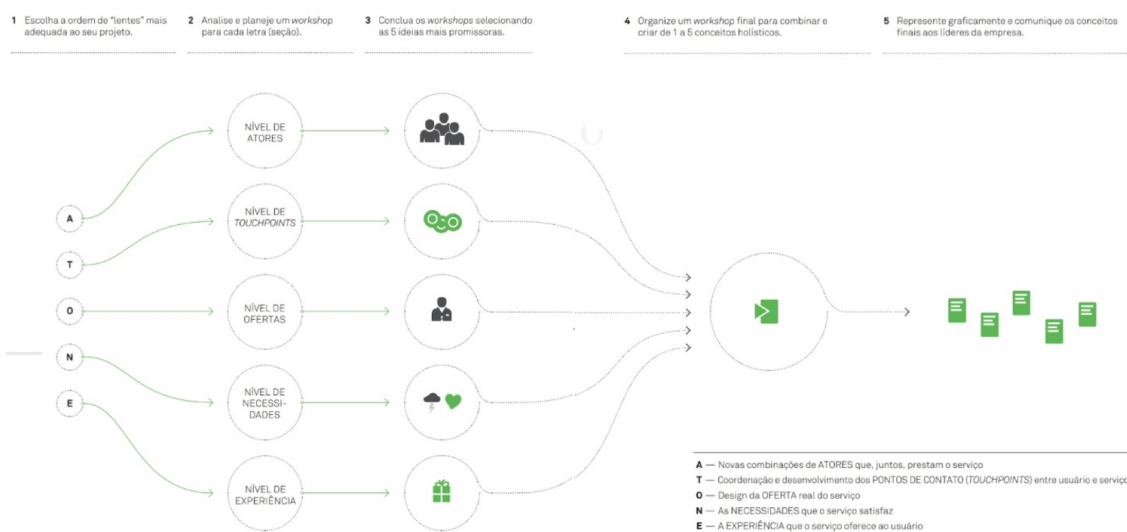 1 Escolha a ordem de "lentes" mais
adequada ao seu projeto.
2 Analise e planeje um workshop
para cada letra (seção).
3 Conclua os workshops selecionando
as 5 ideias mais promissoras.
4 Organize um workshop final para combinar e
criar de 1 a 5 conceitos holísticos.
5 Represente graficamente e comunique os conceitos
finais aos líderes da empresa.
A
T
O
N
E
NÍVEL DE
ATORES
NÍVEL DE
TOUCHPOINTS
NÍVEL DE
OFERTAS
NÍVEL DE
NECESSI-
DADES
NÍVEL DE
EXPERIÊNCIA
A — Novas combinações de ATORES que, juntos, prestam o serviço
T — Coordenação e desenvolvimento dos PONTOS DE CONTATO (TOUCHPOINTS) entre usuário e serviço
O — Design da OFERTA real do serviço
N — As NECESSIDADES que o serviço satisfaz
E — A EXPERIÊNCIA que o serviço oferece ao usuário